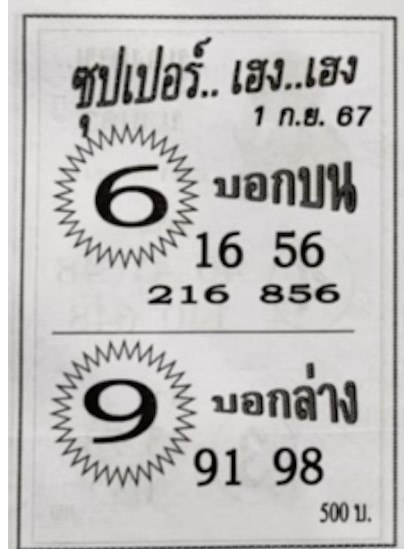 ซุปเปอร์.. เฮง..เฮง
1 ก.ย. 67
6 บอกบน
16 56
216 856
9 บอกล่าง
91 98
500 บ.